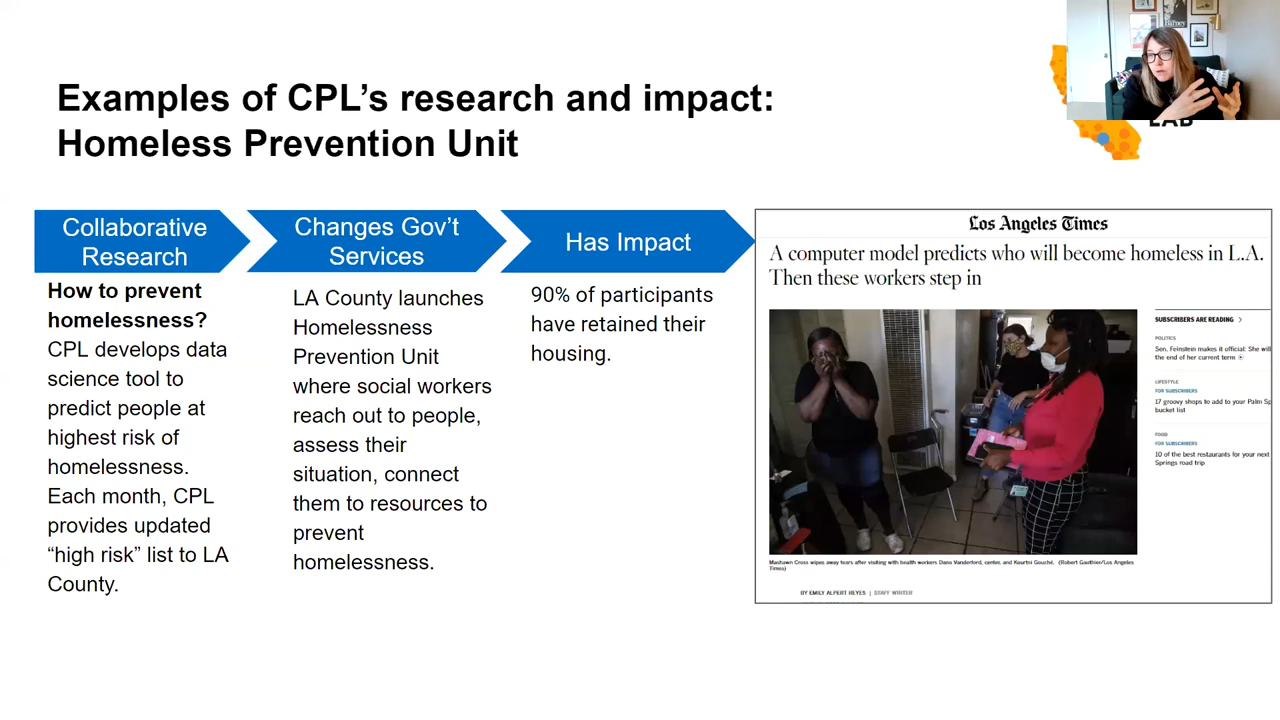 Examples of CPL’s research and impact:
Homeless Prevention Unit
LAB
Collaborative
Research
How to prevent
homelessness?
CPL develops data
science tool to
predict people at
highest risk of
homelessness.
Each month, CPL
provides updated
“high risk” list to LA
County.
Changes Gov’t
Services
LA County launches
Homelessness
Prevention Unit
where social workers
reach out to people,
assess their
situation, connect
them to resources to
prevent
homelessness.
Has Impact
90% of participants
have retained their
housing.
Los Angeles Times
A computer model predicts who will become homeless in L.A.
Then these workers step in
SUBSCRIBERS ARE READING >
POLITICS
Sen. Feinstein makes it official: She will
the end of her current term
LIFESTYLE
FOR SUBSCRIBERS
17 groovy shops to add to your Palm Sp
bucket list
FOOD
FOR SUBSCRIBERS
10 of the best restaurants for your next
Springs road trip
Mashawn Cross wipes away tears after visiting with health workers Dana Vanderford, center, and Kourtni Gouché. (Robert Gauthier/Los Angeles
Times)
BY EMILY ALPERT REYES | STAFF WRITER